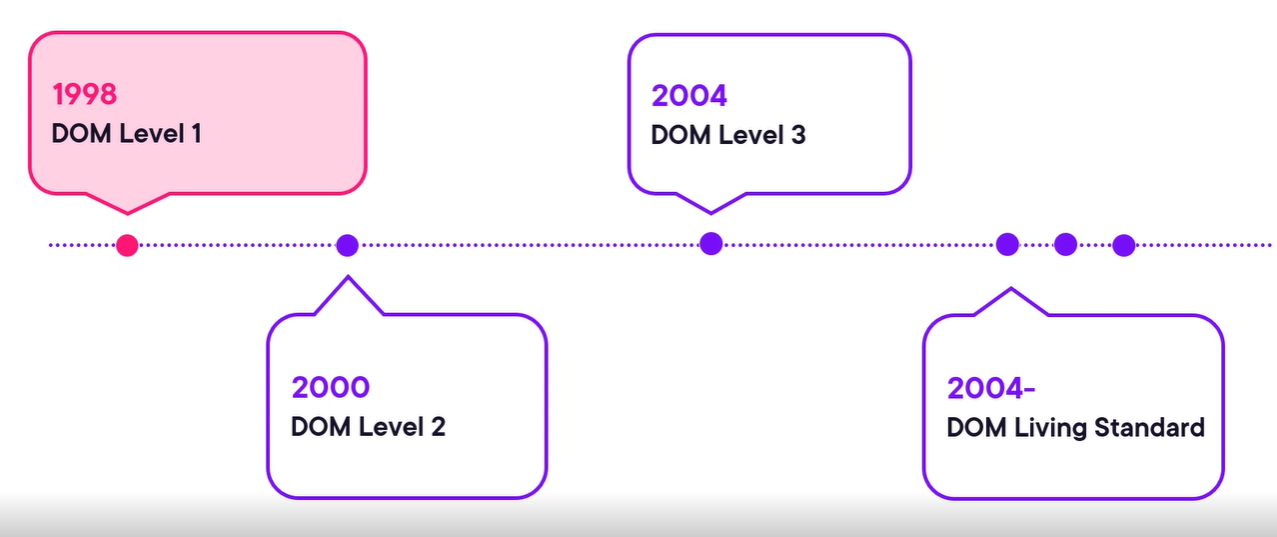 1998
DOM Level 1
2000
DOM Level 2
2004
DOM Level 3
2004-
DOM Living Standard